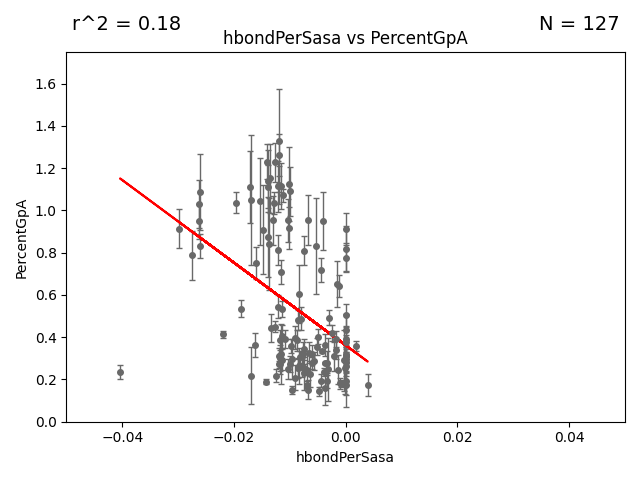 r^2 = 0.18
N = 127
hbondPerSasa vs PercentGpA
1.6
1.4
1.2
1.0
0.8
0.6
0.4
0.2
0.0
PercentGpA
−0.04
−0.02
0.00
0.02
0.04
hbondPerSasa